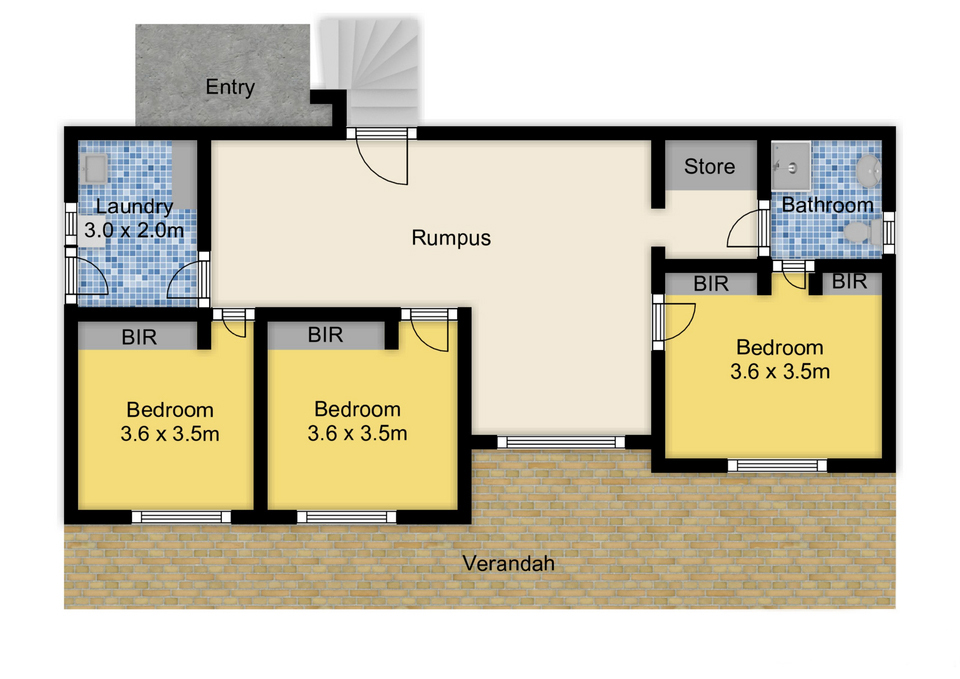 Entry
Store
Laundry
3.0 x 2.0m
Bathroom
Rumpus
BIR
BIR
BIR
BIR
Bedroom
3.6 x 3.5m
Bedroom
3.6 x 3.5m
Bedroom
3.6 x 3.5m
Verandah